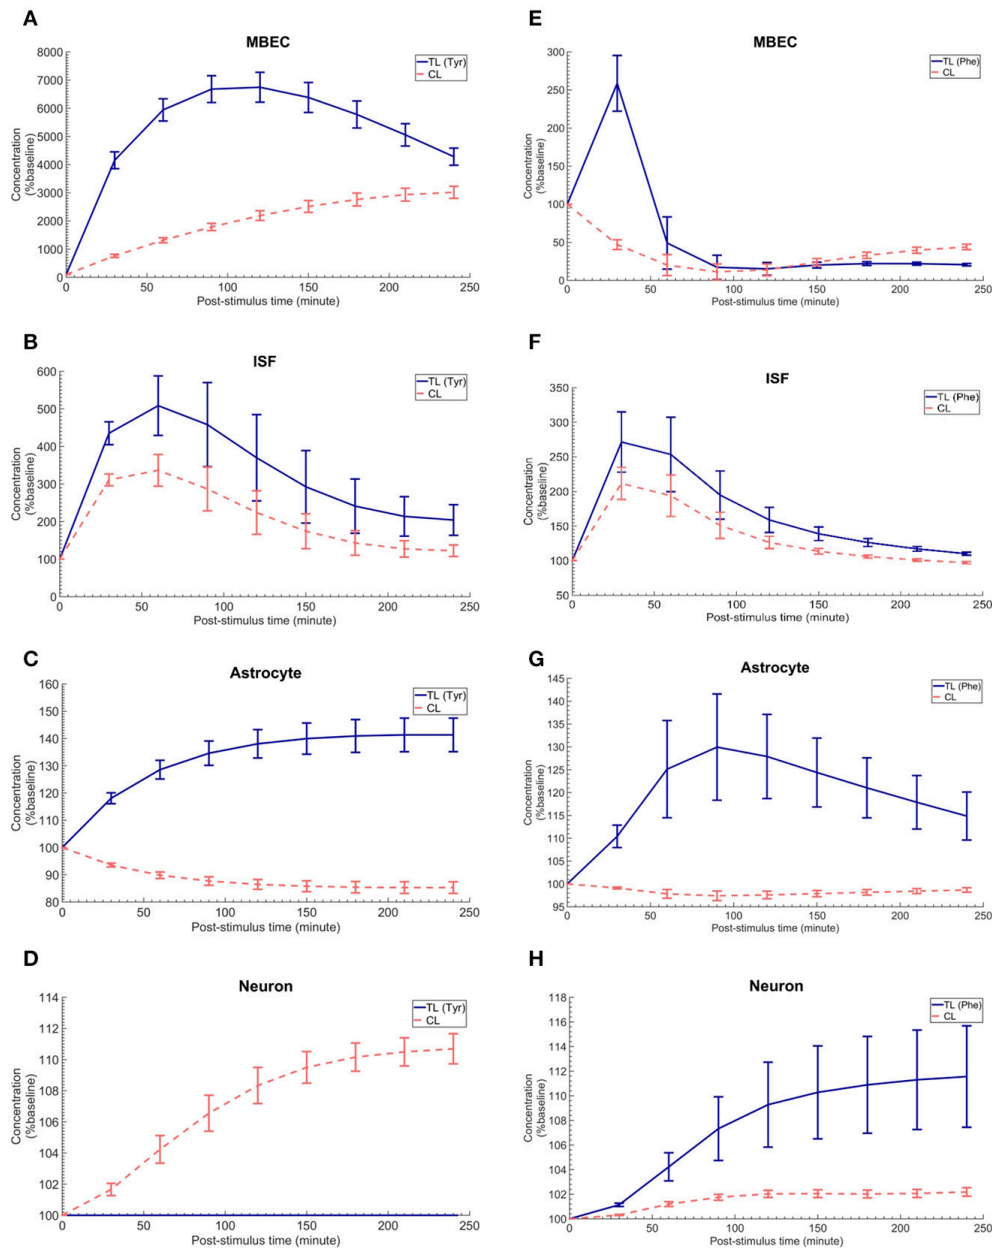 A
MBEC
TL (Tyr)
CL
Concentration
(%baseline)
8000
7000
6000
5000
4000
3000
2000
1000
0
0 50 100 150 200 250
Post-stimulus time (minute)
E
MBEC
TL (Phe)
CL
Concentration
(%baseline)
300
250
200
150
100
50
0
0 50 100 150 200 250
Post-stimulus time (minute)
B
ISF
TL (Tyr)
CL
Concentration
(%baseline)
600
500
400
300
200
100
0
0 50 100 150 200 250
Post-stimulus time (minute)
F
ISF
TL (Phe)
CL
Concentration
(%baseline)
350
300
250
200
150
100
50
0 50 100 150 200 250
Post-stimulus time (minute)
C
Astrocyte
TL (Tyr)
CL
Concentration
(%baseline)
160
150
140
130
120
110
100
90
80
0 50 100 150 200 250
Post-stimulus time (minute)
G
Astrocyte
TL (Phe)
CL
Concentration
(%baseline)
145
140
135
130
125
120
115
110
105
100
95
0 50 100 150 200 250
Post-stimulus time (minute)
D
Neuron
TL (Tyr)
CL
Concentration
(%baseline)
114
112
110
108
106
104
102
100
0 50 100 150 200 250
Post-stimulus time (minute)
H
Neuron
TL (Phe)
CL
Concentration
(%baseline)
118
116
114
112
110
108
106
104
102
100
0 50 100 150 200 250
Post-stimulus time (minute)